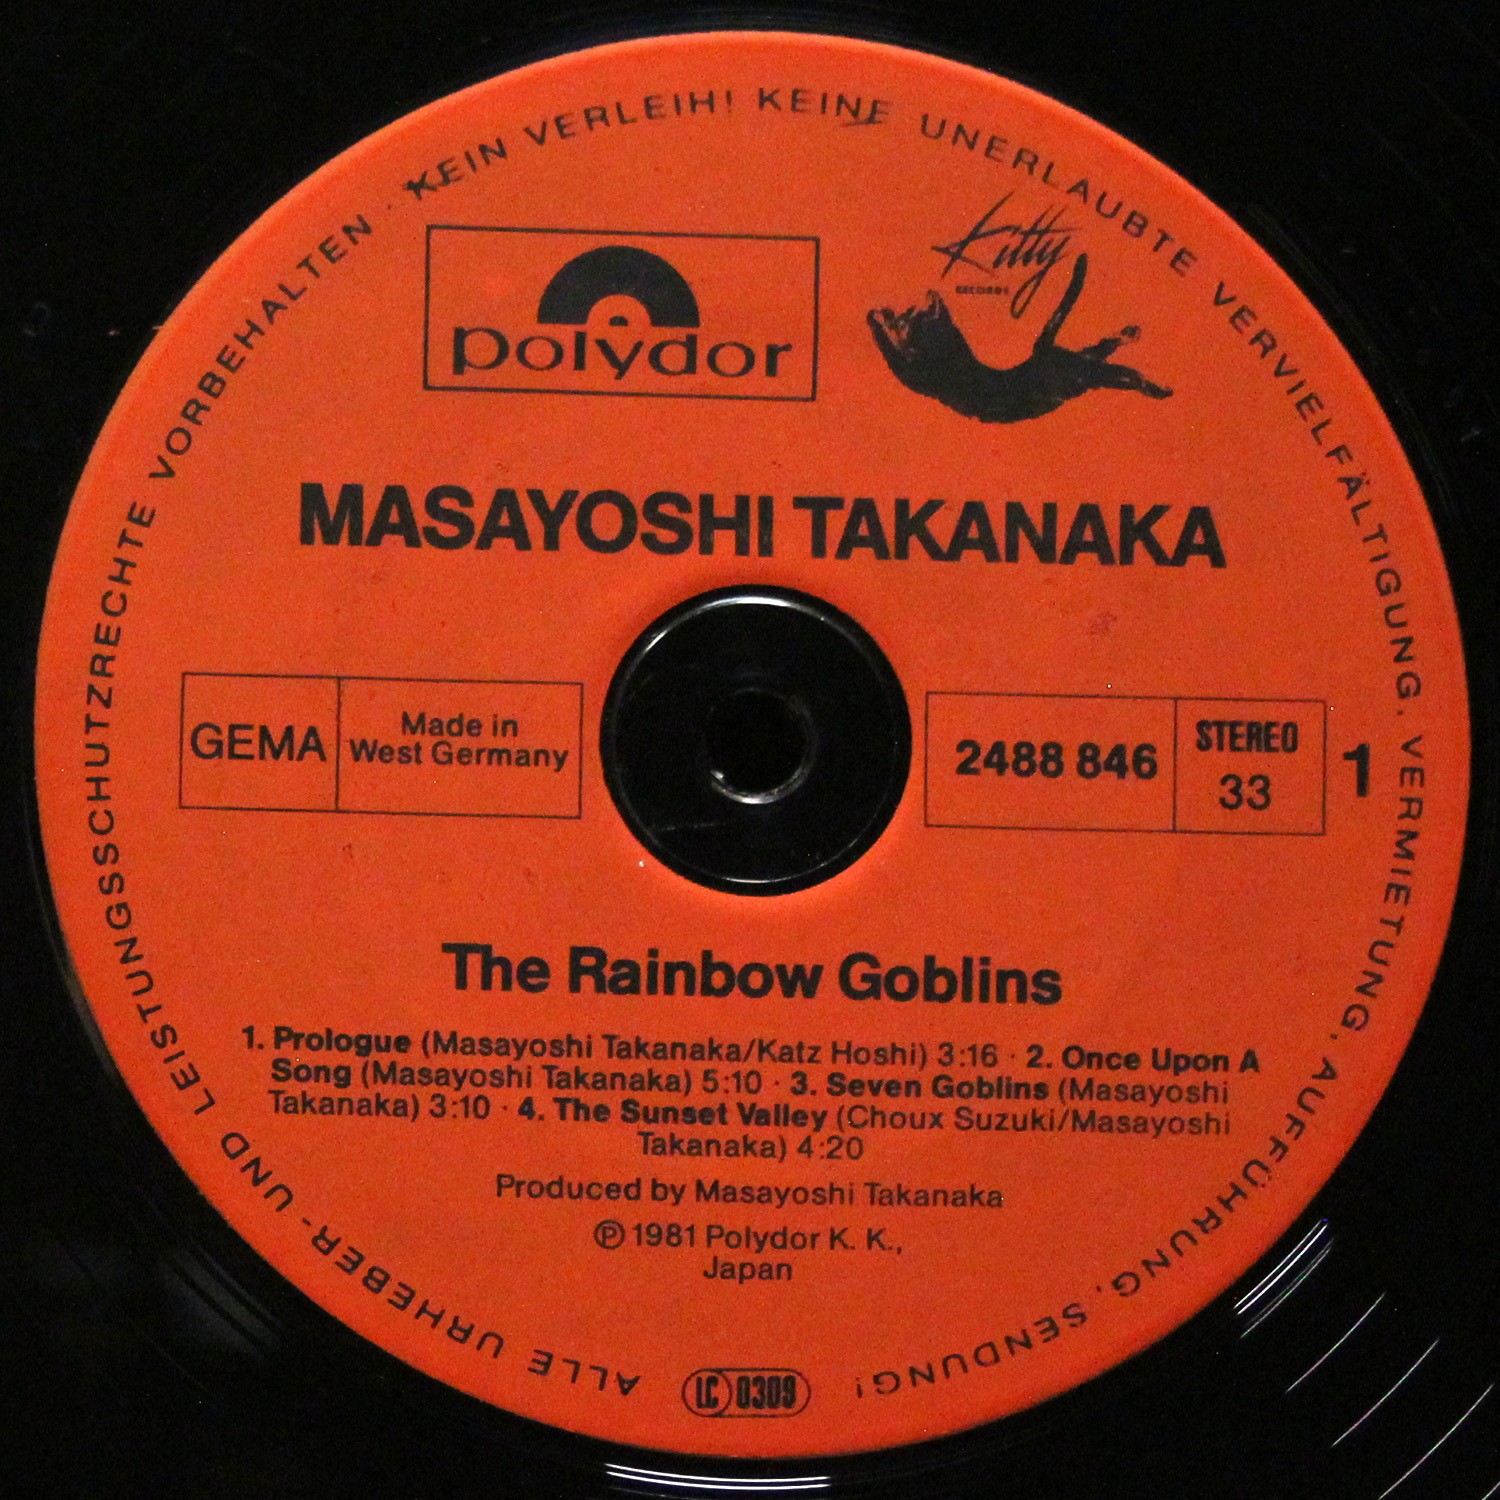 ALLE URHEBER- UND LEISTUNGSSCHUTZRECHTE VORBEHALTEN · KEIN VERLEIH! KEINE UNERLAUBTE VERVIELFÄLTIGUNG, VERMIETUNG, AUFFÜHRUNG, SENDUNG!
polydor
Kitty
RECORDS
MASAYOSHI TAKANAKA
GEMA
Made in
West Germany
2488 846
STEREO
33
1
The Rainbow Goblins
1. Prologue (Masayoshi Takanaka/Katz Hoshi) 3:16 · 2. Once Upon A
Song (Masayoshi Takanaka) 5:10 · 3. Seven Goblins (Masayoshi
Takanaka) 3:10 · 4. The Sunset Valley (Choux Suzuki/Masayoshi
Takanaka) 4:20
Produced by Masayoshi Takanaka
℗ 1981 Polydor K. K.,
Japan
LC 0309